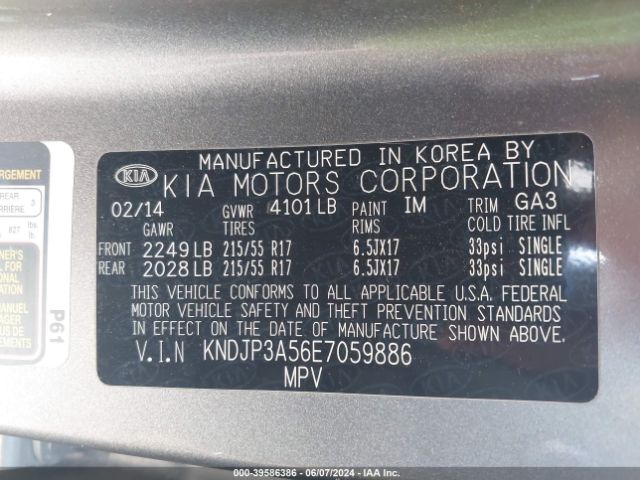 MANUFACTURED IN KOREA BY
KIA KIA MOTORS CORPORATION
02/14 GVWR 4101 LB PAINT IM TRIM GA3
GAWR TIRES RIMS COLD TIRE INFL
FRONT 2249 LB 215/55 R17 6.5JX17 33psi SINGLE
REAR 2028 LB 215/55 R17 6.5JX17 33psi SINGLE
THIS VEHICLE CONFORMS TO ALL APPLICABLE U.S.A. FEDERAL
MOTOR VEHICLE SAFETY AND THEFT PREVENTION STANDARDS
IN EFFECT ON THE DATE OF MANUFACTURE SHOWN ABOVE.
V.I.N KNDJP3A56E7059886
MPV
P61
REAR
827 lbs.
MANUEL
000-39586386 | 06/07/2024 | IAA Inc.